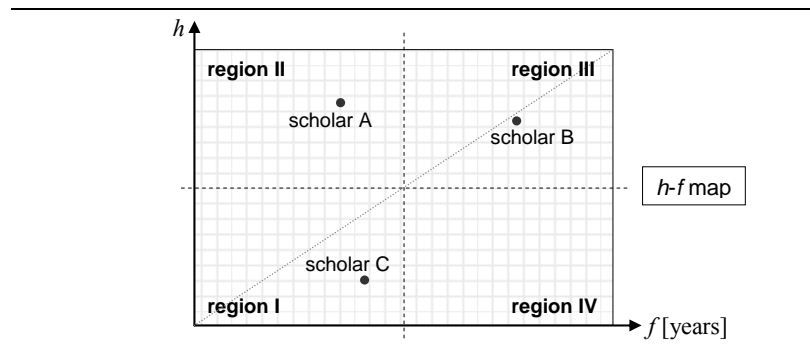 h
region II
region III
scholar A
scholar B
h-f map
scholar C
region I
region IV
f [years]